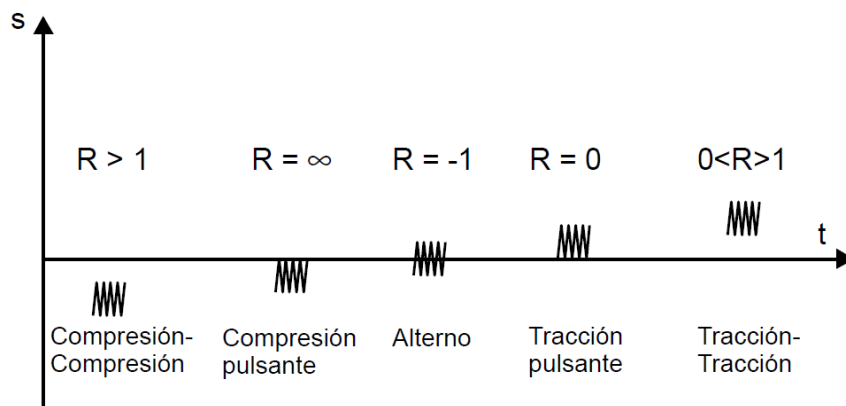 s
R > 1
R = ∞
R = -1
R = 0
0<R>1
t
Compresión-
Compresión
Compresión
pulsante
Alterno
Tracción
pulsante
Tracción-
Tracción